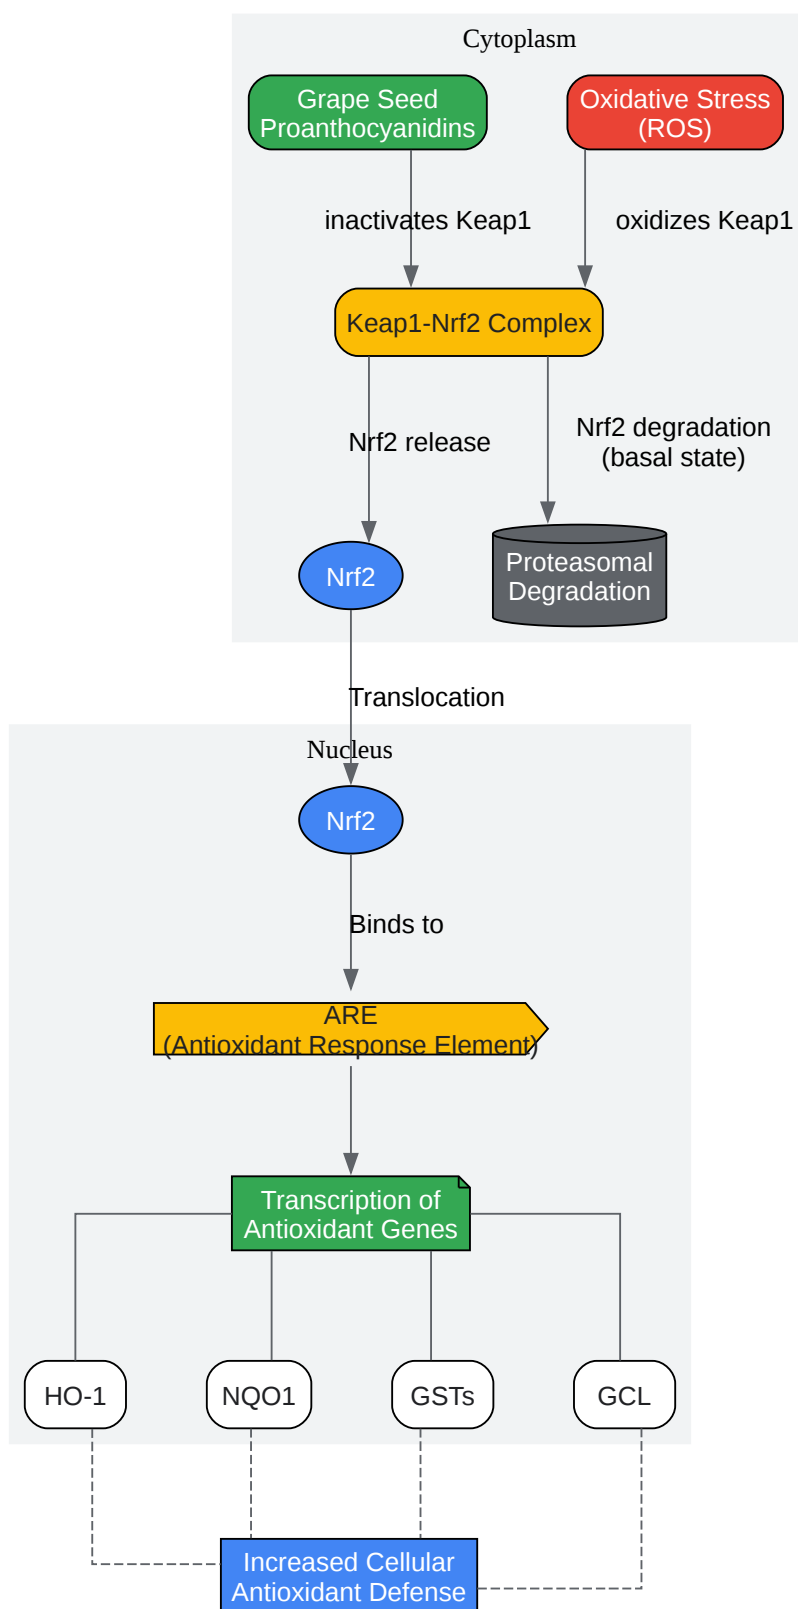 Cytoplasm
Grape Seed
Proanthocyanidins
Oxidative Stress
(ROS)
inactivates Keap1
oxidizes Keap1
Keap1-Nrf2 Complex
Nrf2 release
Nrf2 degradation
(basal state)
Nrf2
Proteasomal
Degradation
Translocation
Nucleus
Nrf2
Binds to
ARE
(Antioxidant Response Element)
Transcription of
Antioxidant Genes
HO-1
NQO1
GSTs
GCL
Increased Cellular
Antioxidant Defense